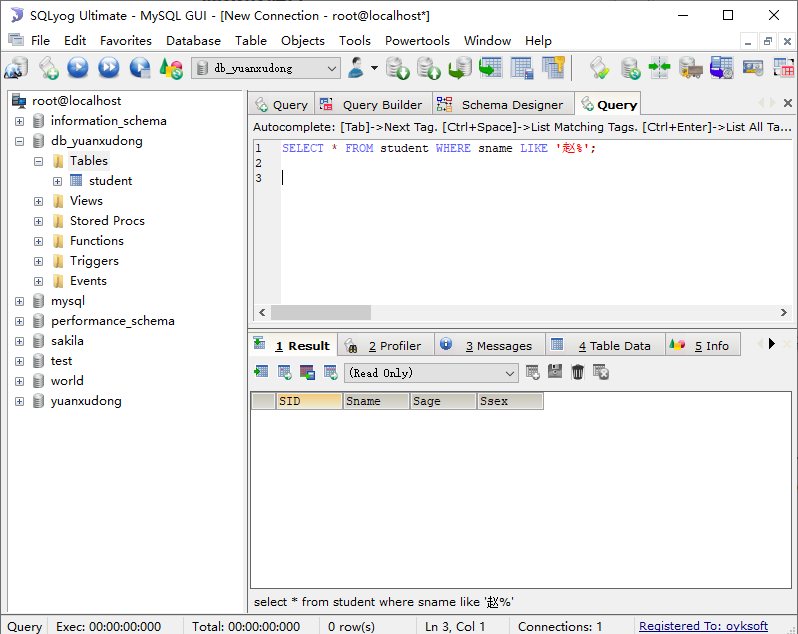 SQLyog Ultimate - MySQL GUI - [New Connection - root@localhost*]
File Edit Favorites Database Table Objects Tools Powertools Window Help
db_yuanxudong
root@localhost
information_schema
db_yuanxudong
Tables
student
Views
Stored Procs
Functions
Triggers
Events
mysql
performance_schema
sakila
test
world
yuanxudong
Query Query Builder Schema Designer Query
Autocomplete: [Tab]->Next Tag. [Ctrl+Space]->List Matching Tags. [Ctrl+Enter]->List All Ta...
1 SELECT * FROM student WHERE sname LIKE '赵%';
2
3
1 Result 2 Profiler 3 Messages 4 Table Data 5 Info
(Read Only)
SID Sname Sage Ssex
select * from student where sname like '赵%'
Query Exec: 00:00:00:000 Total: 00:00:00:000 0 row(s) Ln 3, Col 1 Connections: 1 Registered To: oyksoft